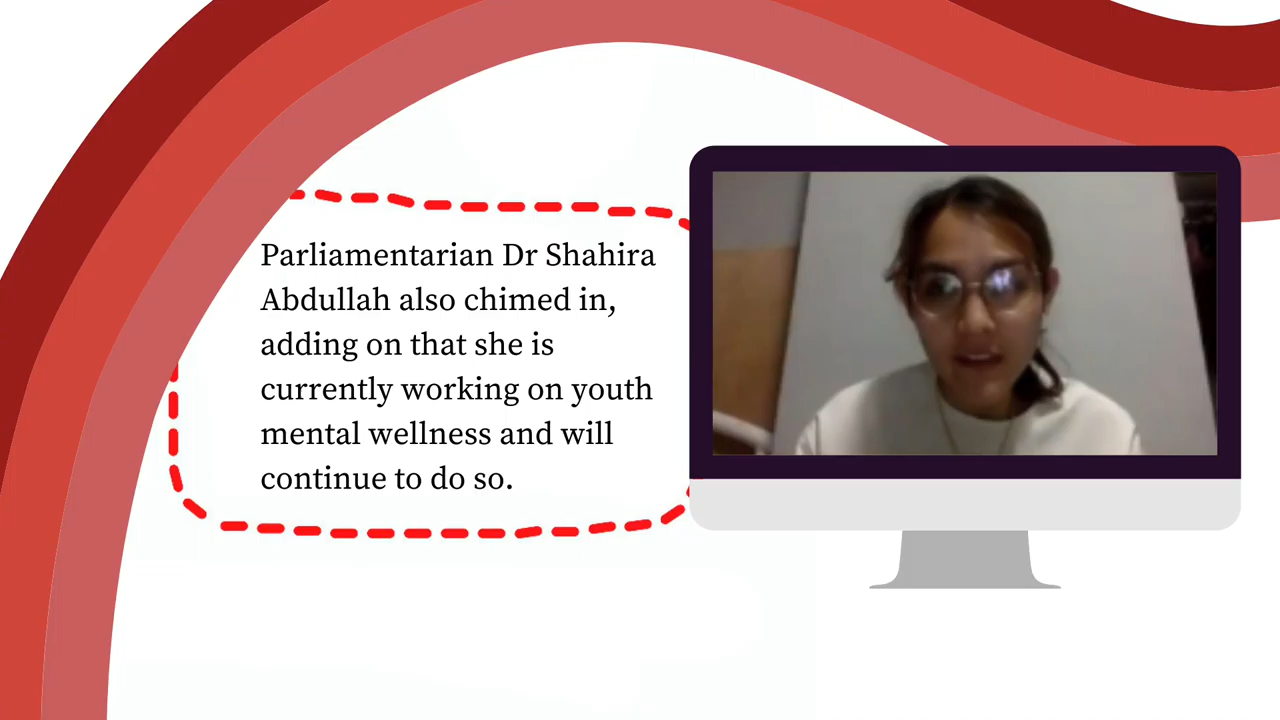 Parliamentarian Dr Shahira
Abdullah also chimed in,
adding on that she is
currently working on youth
mental wellness and will
continue to do so.